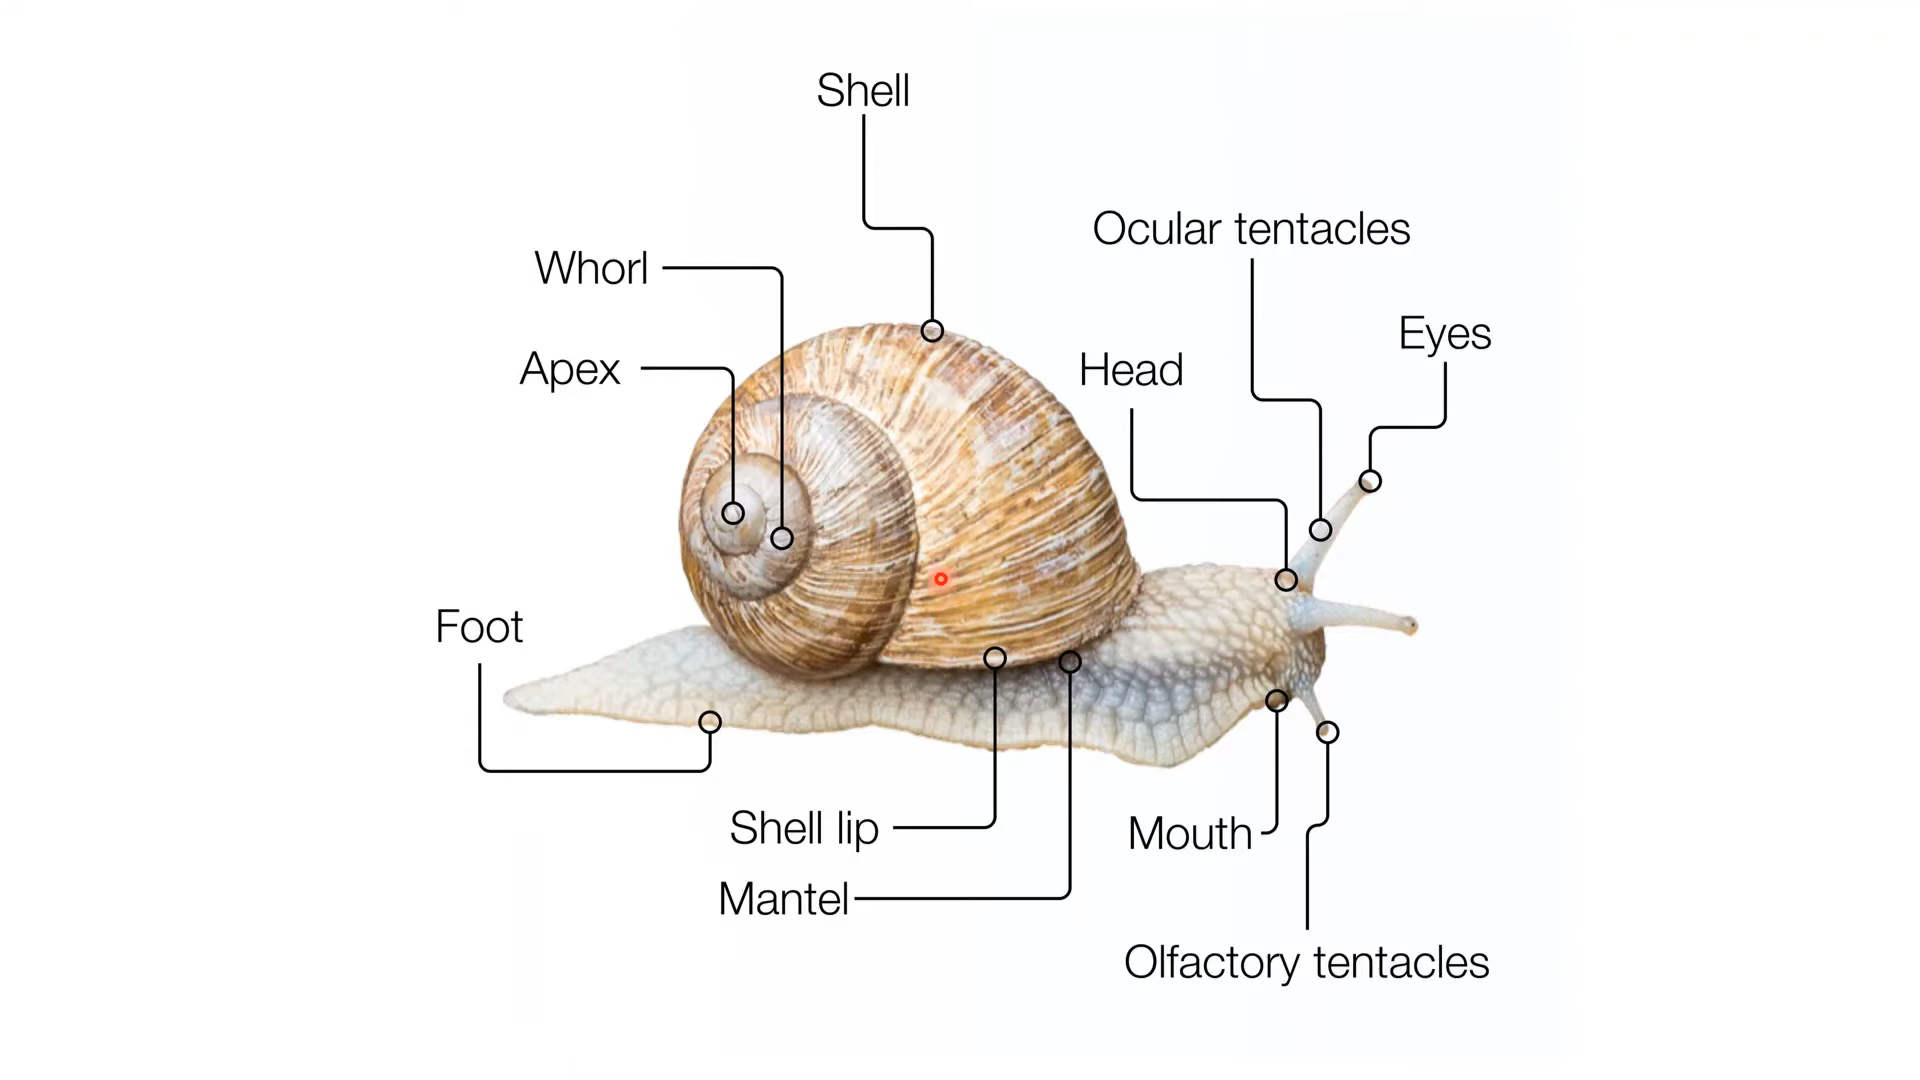 Shell
Ocular tentacles
Whorl
Eyes
Apex
Head
Foot
Shell lip
Mouth
Mantel
Olfactory tentacles